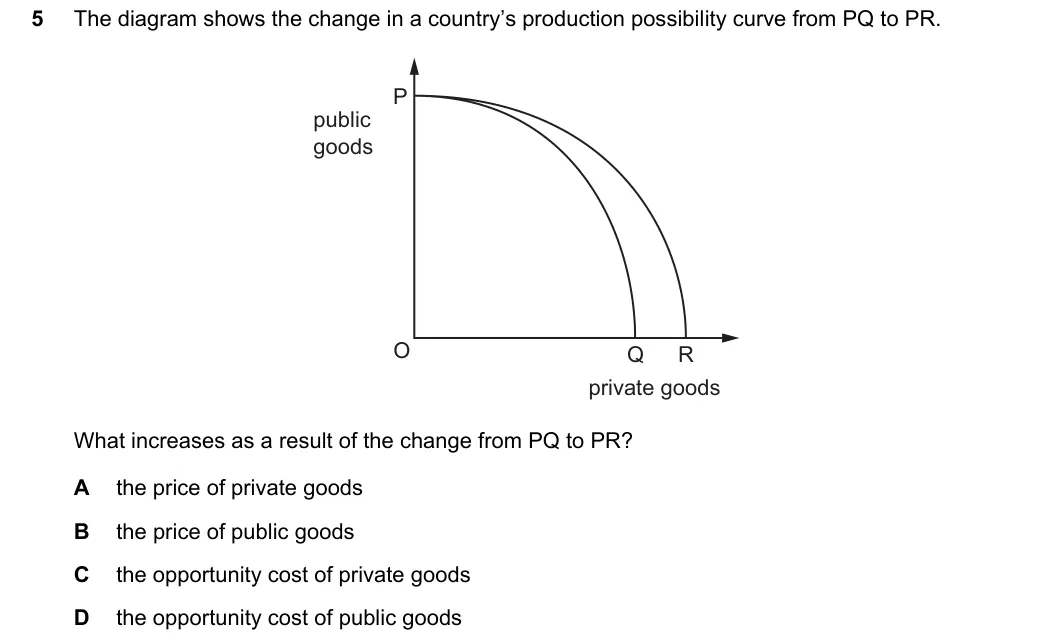 5 The diagram shows the change in a country’s production possibility curve from PQ to PR.
P
public
goods
O
Q R
private goods
What increases as a result of the change from PQ to PR?
A the price of private goods
B the price of public goods
C the opportunity cost of private goods
D the opportunity cost of public goods